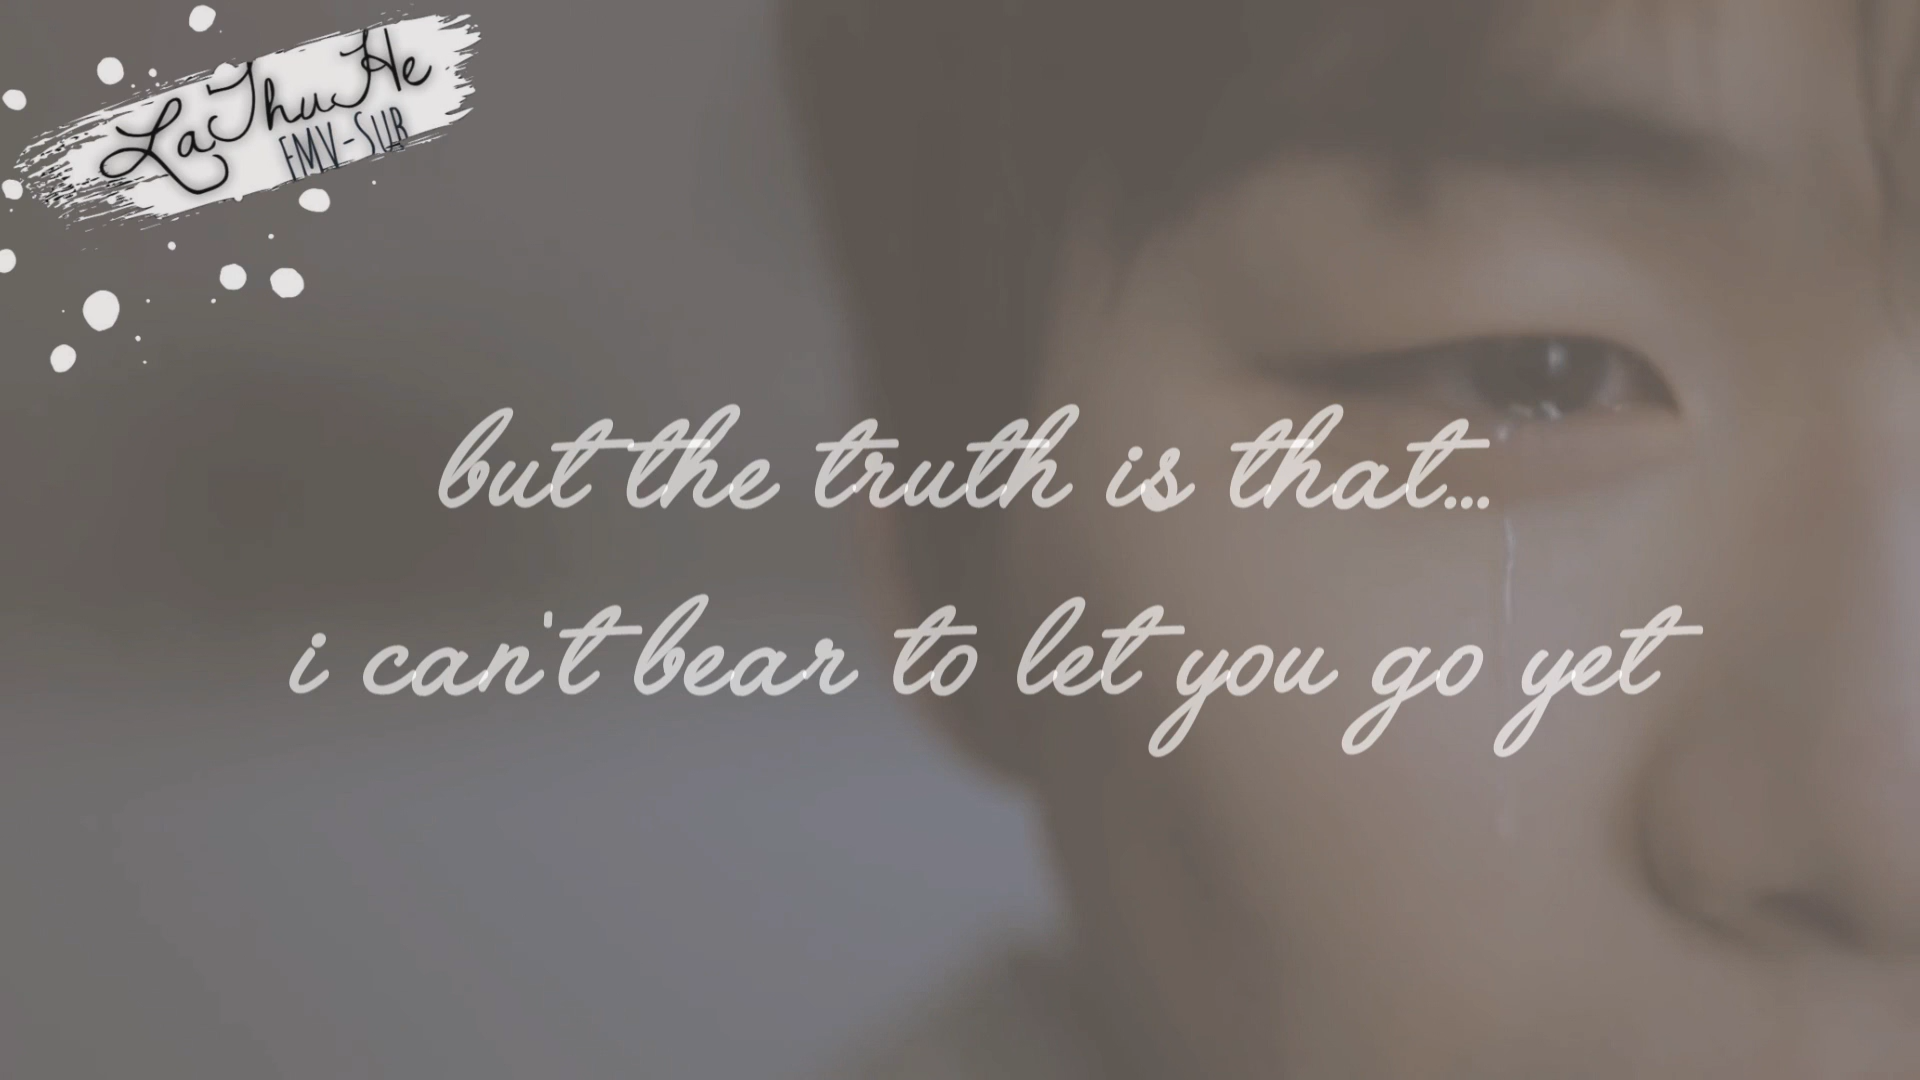 LaThuHe
FMV-SUB
but the truth is that...
i can't bear to let you go yet